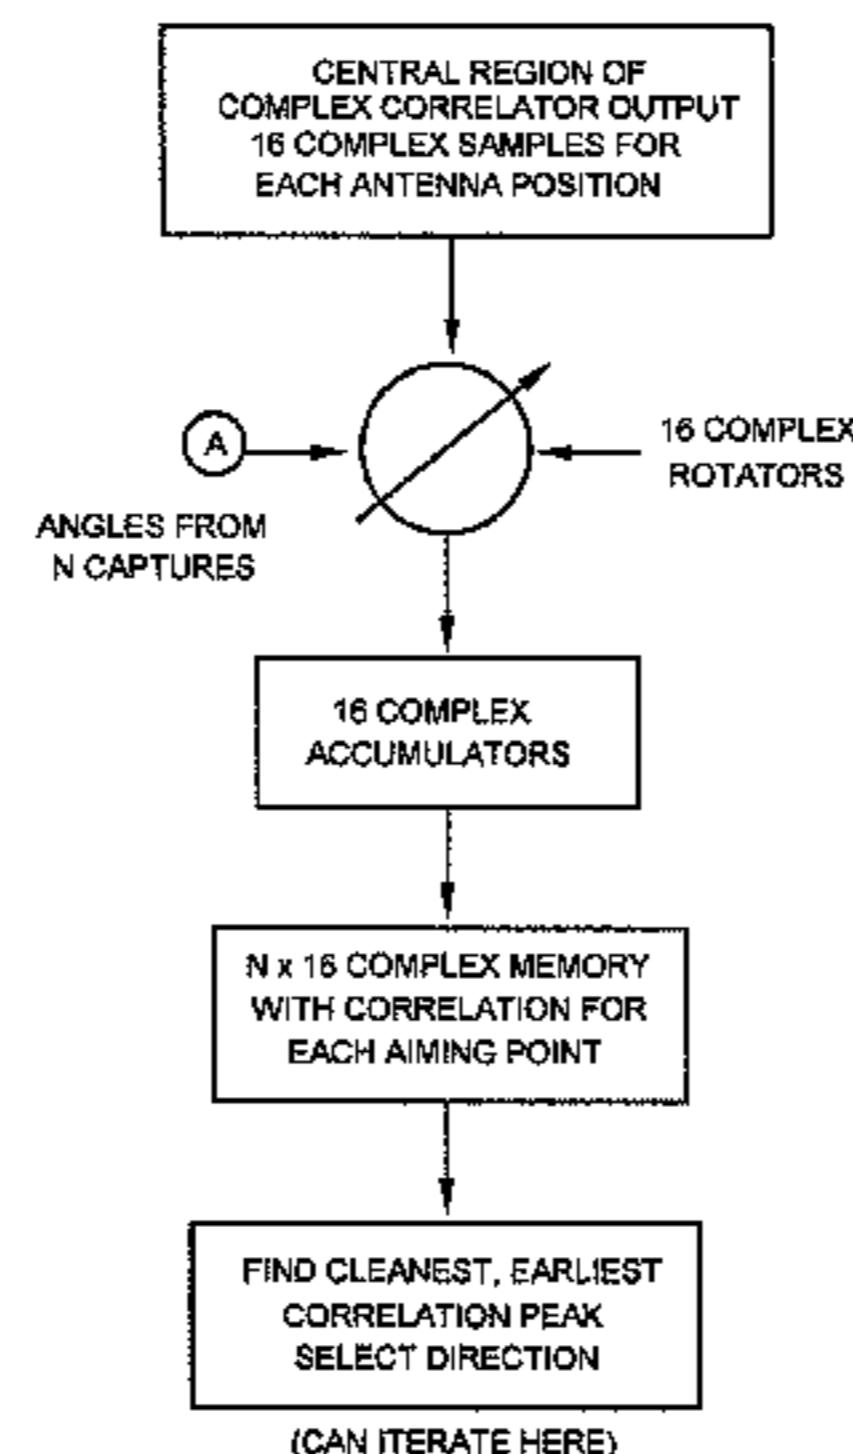 CENTRAL REGION OF
COMPLEX CORRELATOR OUTPUT
16 COMPLEX SAMPLES FOR
EACH ANTENNA POSITION
A
16 COMPLEX
ROTATORS
ANGLES FROM
N CAPTURES
16 COMPLEX
ACCUMULATORS
N x 16 COMPLEX MEMORY
WITH CORRELATION FOR
EACH AIMING POINT
FIND CLEANEST, EARLIEST
CORRELATION PEAK
SELECT DIRECTION
(CAN ITERATE HERE)